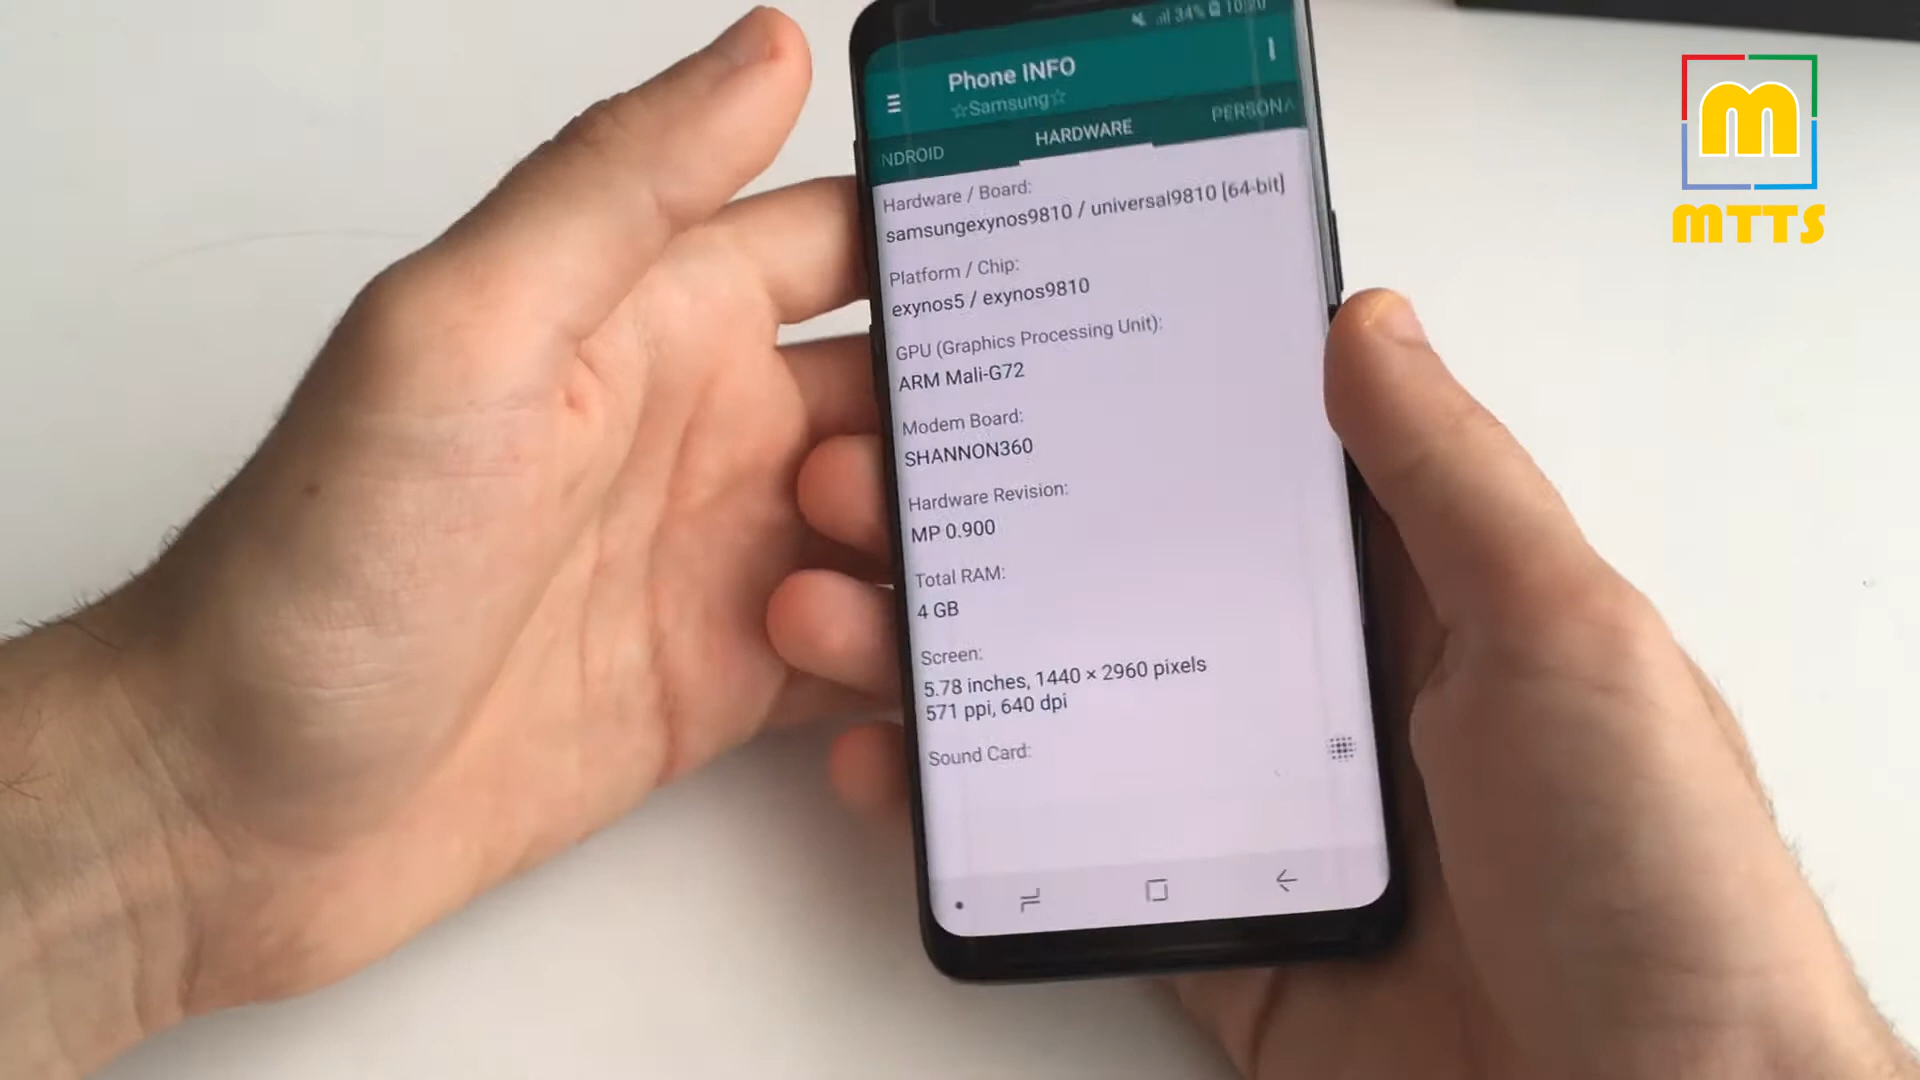 34% 10:20
Phone INFO
☆Samsung☆
NDROID
HARDWARE
PERSONA
Hardware / Board:
samsungexynos9810 / universal9810 [64-bit]
Platform / Chip:
exynos5 / exynos9810
GPU (Graphics Processing Unit):
ARM Mali-G72
Modem Board:
SHANNON360
Hardware Revision:
MP 0.900
Total RAM:
4 GB
Screen:
5.78 inches, 1440 × 2960 pixels
571 ppi, 640 dpi
Sound Card:
m
MTTS